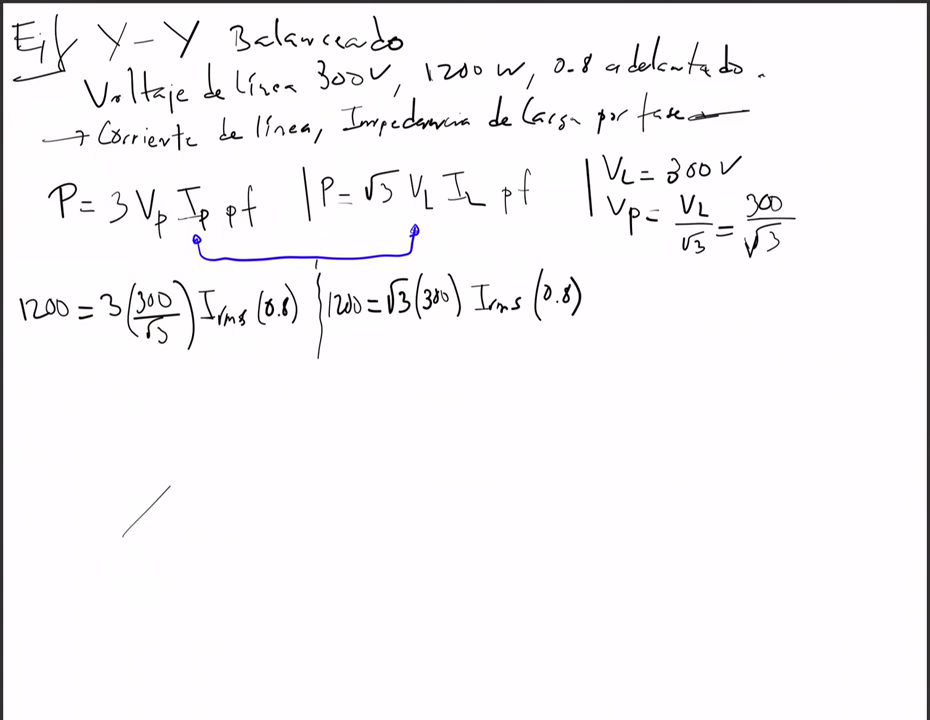 Ej/ Y-Y Balanceado
Voltaje de línea 300V, 1200 W, 0.8 adelantado.
→ Corriente de línea, Impedancia de Carga por fase
P = 3 Vp Ip pf | P = √3 VL IL pf | VL = 300 V
Vp = VL/√3 = 300/√3
1200 = 3 (300/√3) Irms (0.8) | 1200 = √3 (300) Irms (0.8)